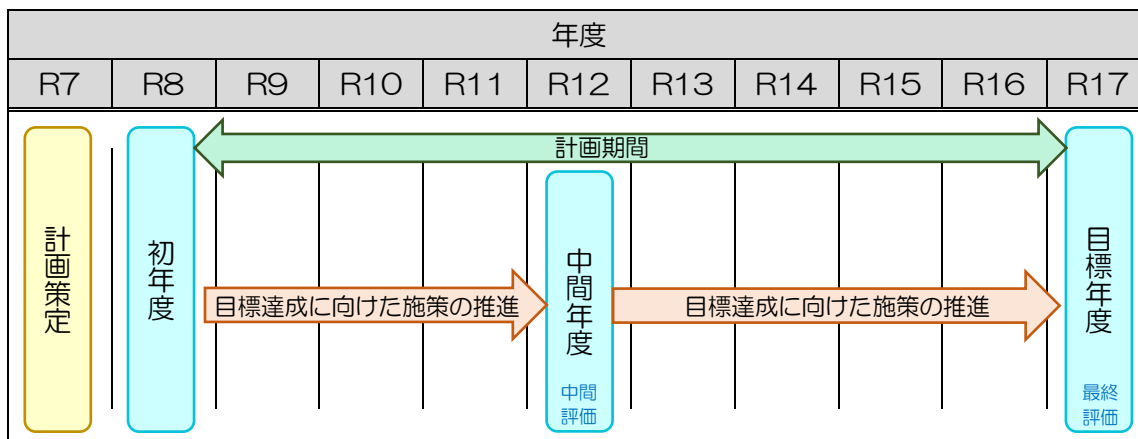 年度
R7 R8 R9 R10 R11 R12 R13 R14 R15 R16 R17
計画期間
計画策定
初年度
目標達成に向けた施策の推進
中間年度
中間
評価
目標達成に向けた施策の推進
目標年度
最終
評価